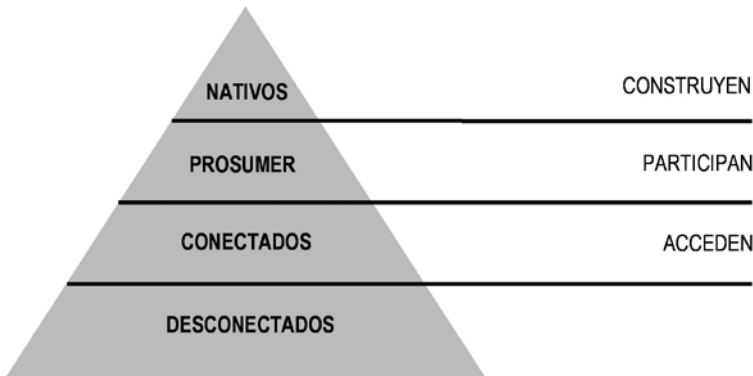 NATIVOS CONSTRUYEN
PROSUMER PARTICIPAN
CONECTADOS ACCEDEN
DESCONECTADOS